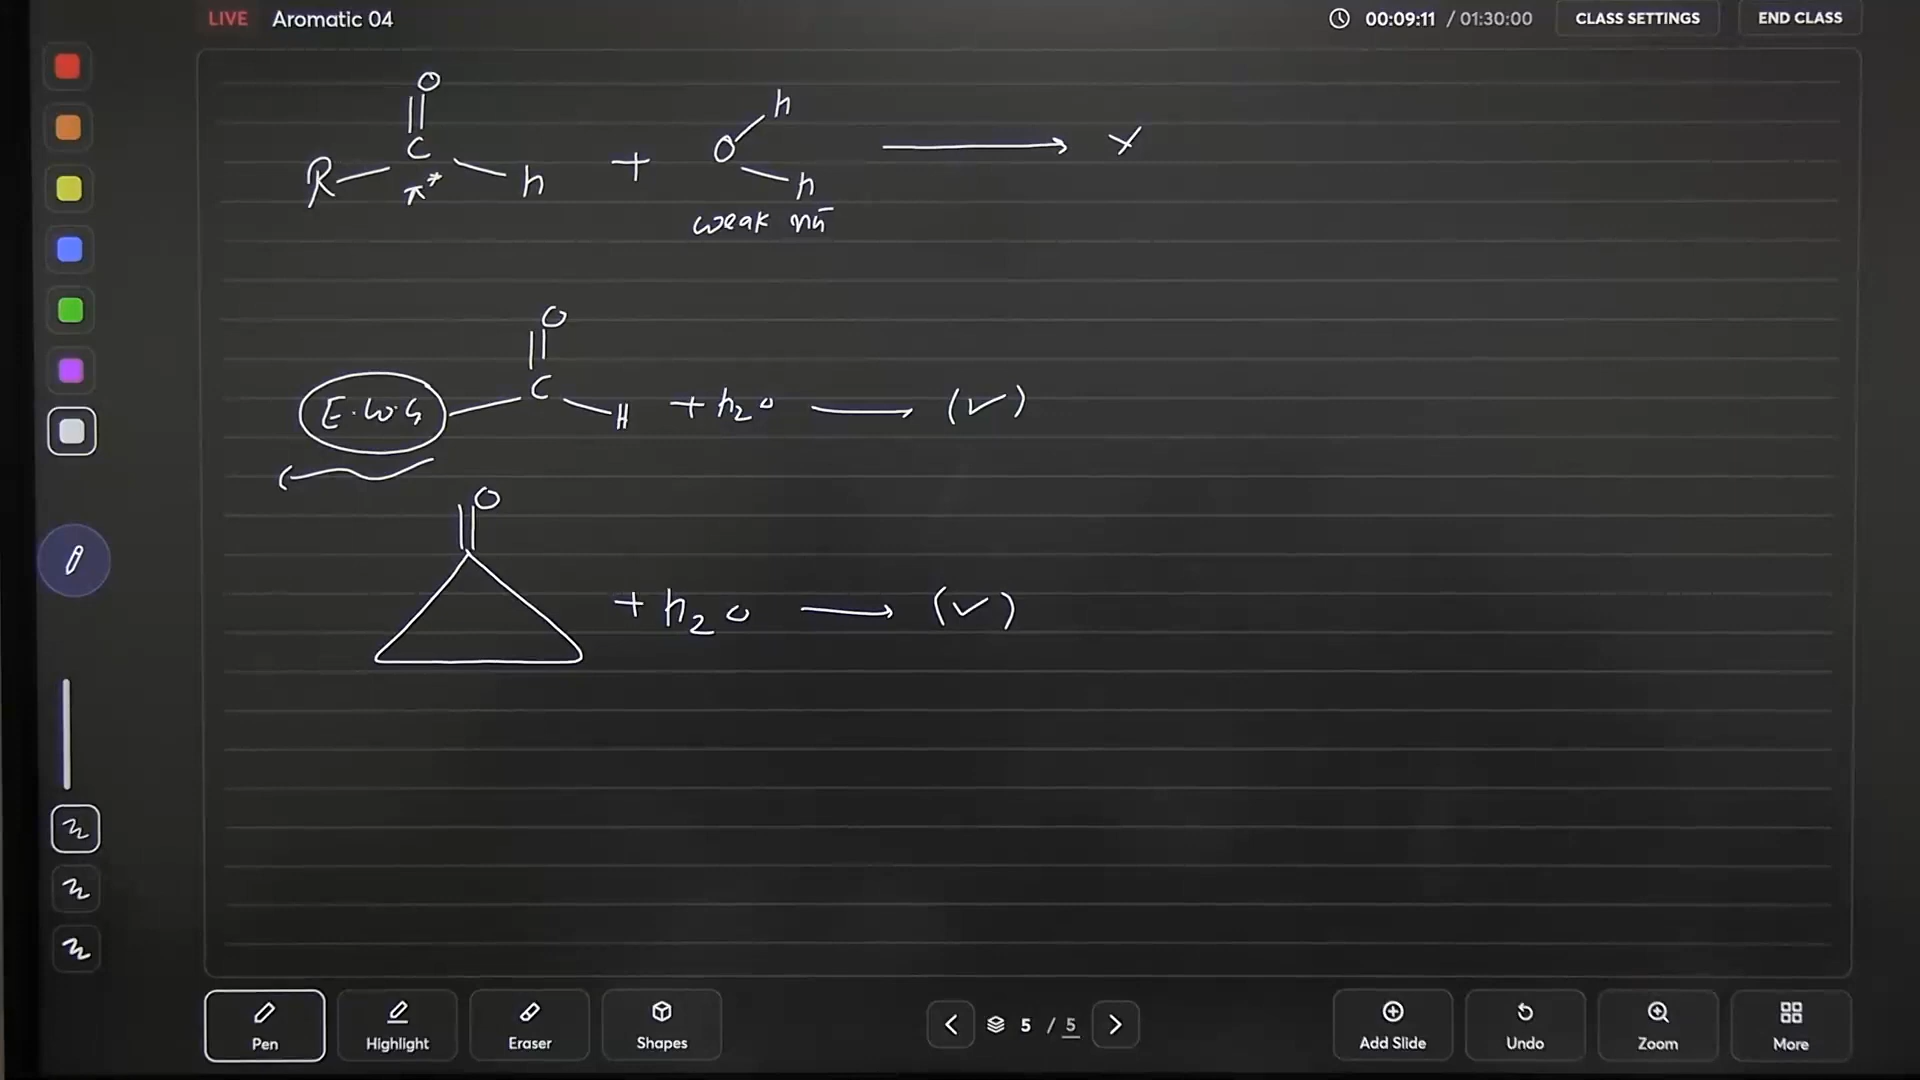 LIVE Aromatic 04 00:09:11 / 01:30:00 CLASS SETTINGS END CLASS
O
h
R C h + O x
π* h
weak nū
O
E.W.G C H + h₂o (✓)
O
+ h₂o (✓)
Pen Highlight Eraser Shapes 5 / 5 Add Slide Undo Zoom More